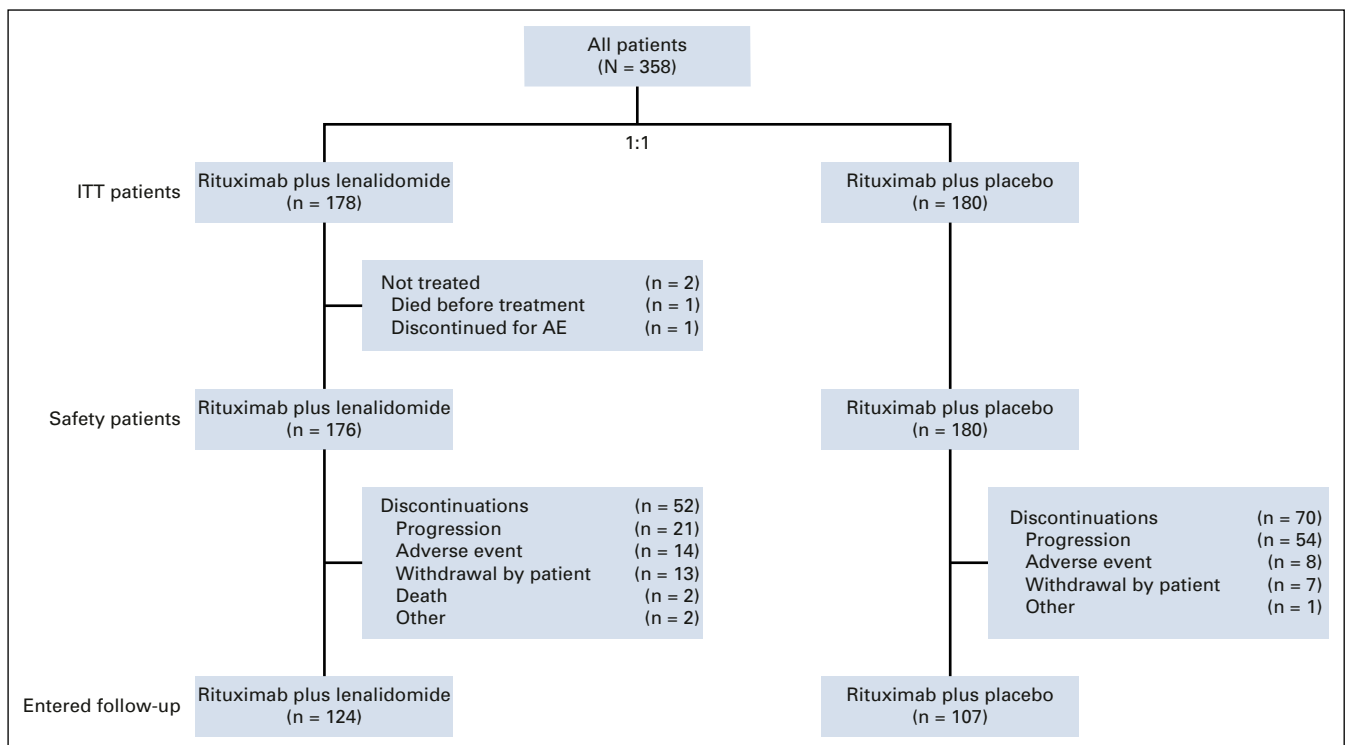 All patients
(N = 358)
1:1
ITT patients
Rituximab plus lenalidomide
(n = 178)
Rituximab plus placebo
(n = 180)
Not treated (n = 2)
Died before treatment (n = 1)
Discontinued for AE (n = 1)
Safety patients
Rituximab plus lenalidomide
(n = 176)
Rituximab plus placebo
(n = 180)
Discontinuations (n = 52)
Progression (n = 21)
Adverse event (n = 14)
Withdrawal by patient (n = 13)
Death (n = 2)
Other (n = 2)
Discontinuations (n = 70)
Progression (n = 54)
Adverse event (n = 8)
Withdrawal by patient (n = 7)
Other (n = 1)
Entered follow-up
Rituximab plus lenalidomide
(n = 124)
Rituximab plus placebo
(n = 107)